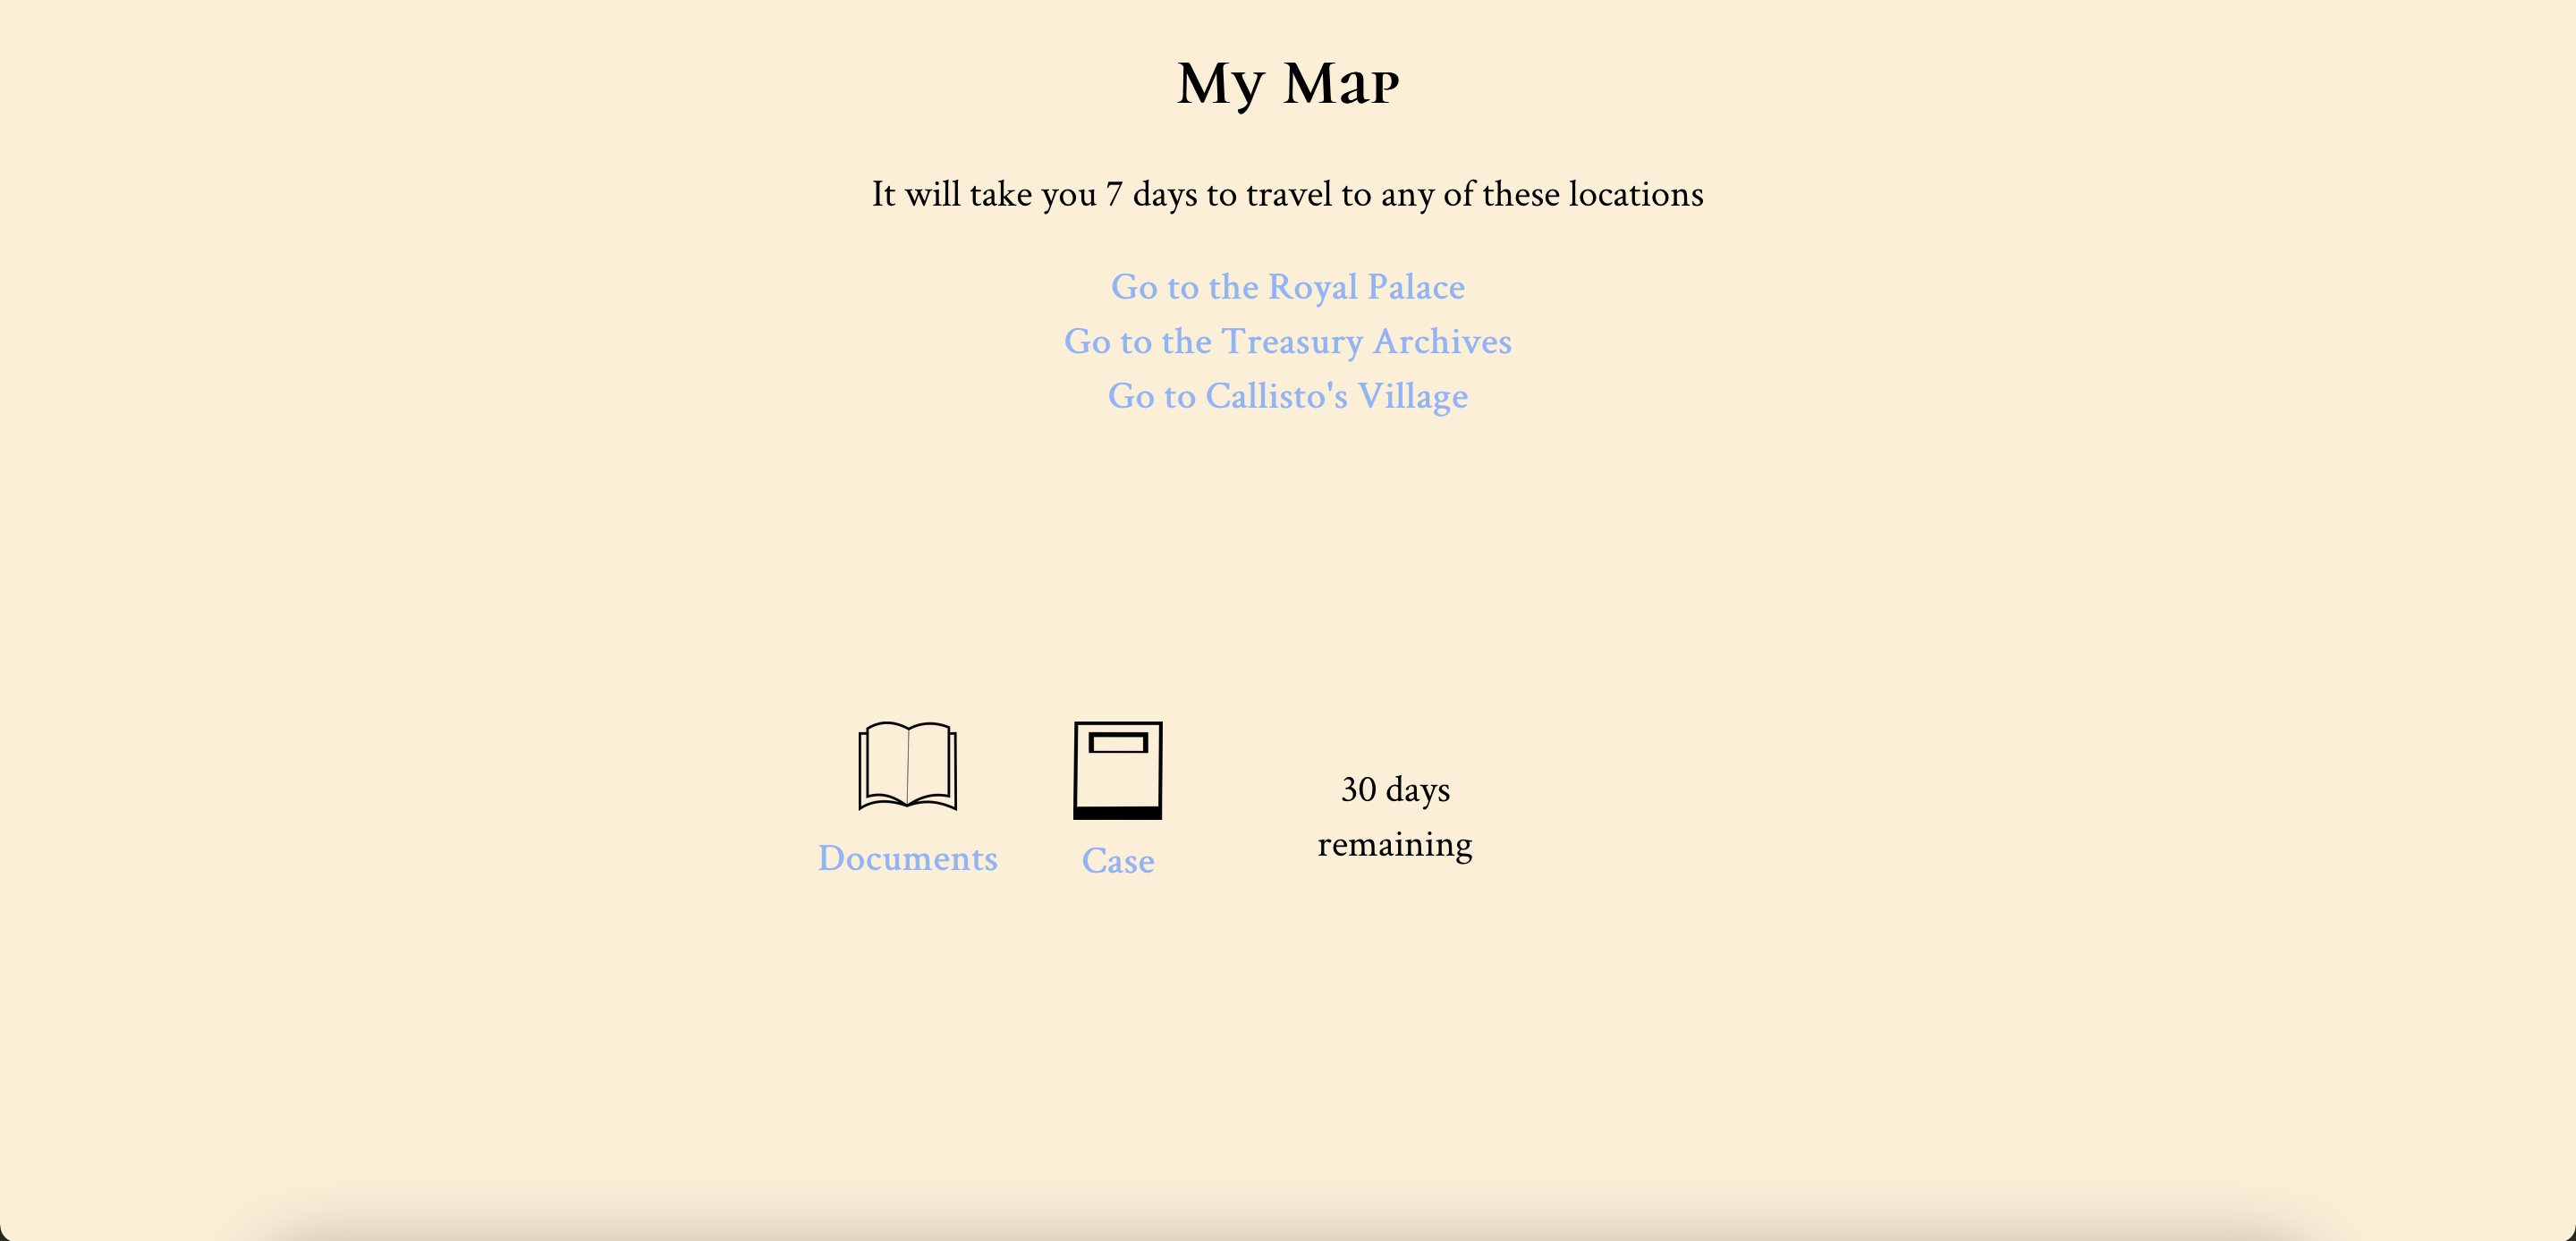 My Map
It will take you 7 days to travel to any of these locations
Go to the Royal Palace
Go to the Treasury Archives
Go to Callisto's Village
Documents
Case
30 days
remaining